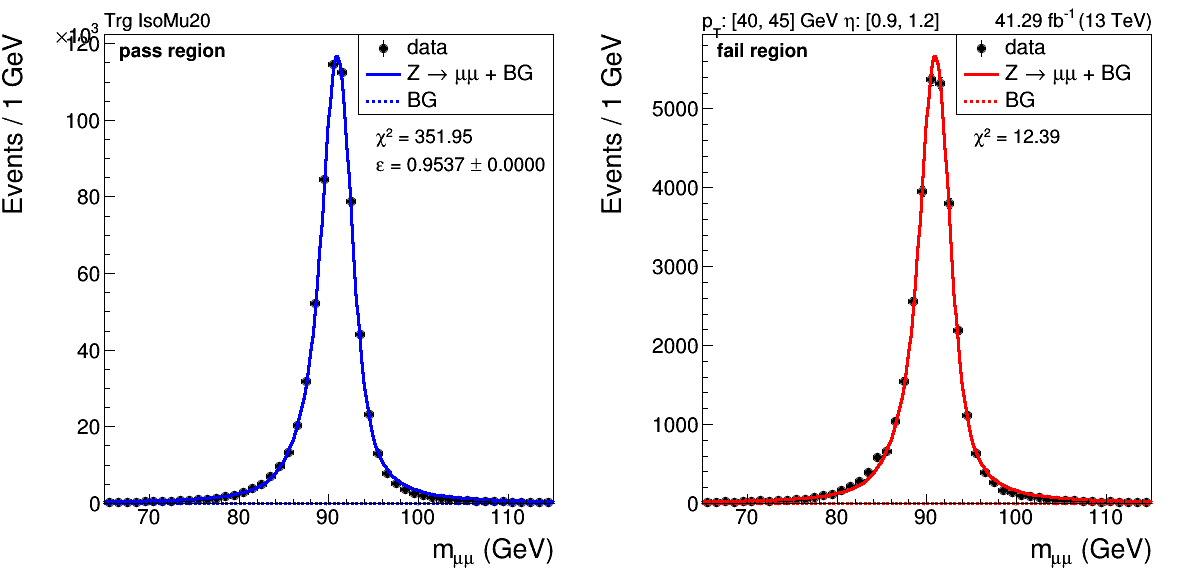 Trg IsoMu20
×10³
pass region
data
Z → μμ + BG
BG
χ² = 351.95
ε = 0.9537 ± 0.0000
Events / 1 GeV
120
100
80
60
40
20
0
70 80 90 100 110
mμμ (GeV)
pT: [40, 45] GeV η: [0.9, 1.2] 41.29 fb⁻¹ (13 TeV)
fail region
data
Z → μμ + BG
BG
χ² = 12.39
Events / 1 GeV
5000
4000
3000
2000
1000
0
70 80 90 100 110
mμμ (GeV)